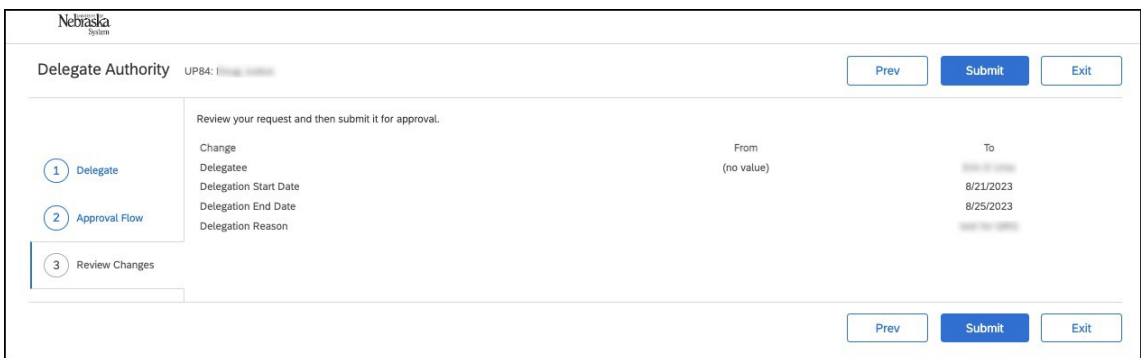 Nebraska
System
Delegate Authority UP84:
Prev Submit Exit
Review your request and then submit it for approval.
Change From To
1 Delegate
Delegatee (no value)
Delegation Start Date 8/21/2023
Delegation End Date 8/25/2023
2 Approval Flow
Delegation Reason
3 Review Changes
Prev Submit Exit